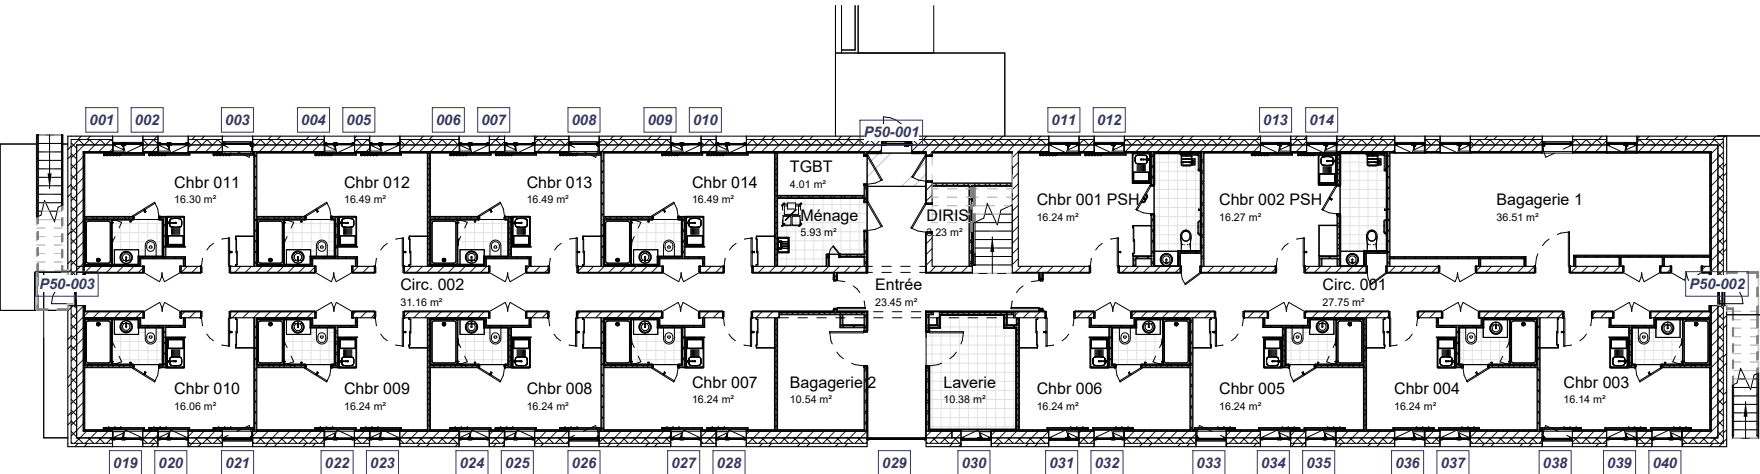 001 002 003 004 005 006 007 008 009 010 P50-001 011 012 013 014
Chbr 011
16.30 m²
Chbr 012
16.49 m²
Chbr 013
16.49 m²
Chbr 014
16.49 m²
TGBT
4.01 m²
Ménage
5.93 m²
DIRISI
Chbr 001 PSH
16.24 m²
Chbr 002 PSH
16.27 m²
Bagagerie 1
36.51 m²
P50-003
Circ. 002
31.16 m²
Entrée
23.45 m²
Circ. 001
27.75 m²
P50-002
Chbr 010
16.06 m²
Chbr 009
16.24 m²
Chbr 008
16.24 m²
Chbr 007
16.24 m²
Bagagerie 2
10.54 m²
Laverie
10.38 m²
Chbr 006
16.24 m²
Chbr 005
16.24 m²
Chbr 004
16.24 m²
Chbr 003
16.14 m²
019 020 021 022 023 024 025 026 027 028 029 030 031 032 033 034 035 036 037 038 039 040